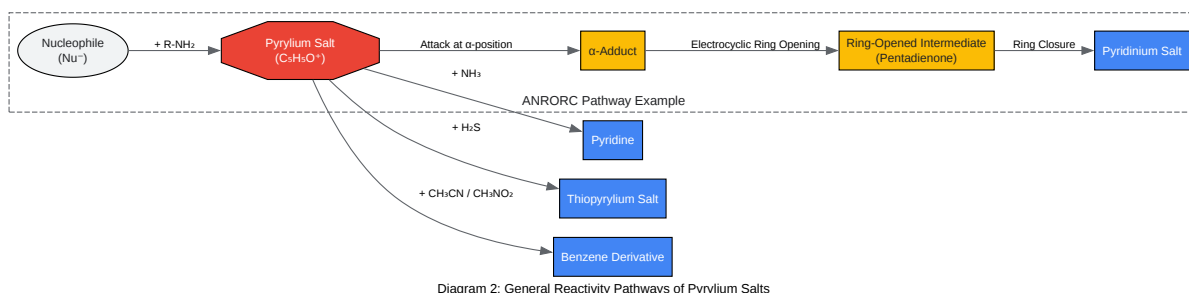 Nucleophile
(Nu⁻)
+ R-NH₂
Pyrylium Salt
(C₅H₅O⁺)
Attack at α-position
α-Adduct
Electrocyclic Ring Opening
Ring-Opened Intermediate
(Pentadienone)
Ring Closure
Pyridinium Salt
+ NH₃
ANRORC Pathway Example
+ H₂S
Pyridine
+ CH₃CN / CH₃NO₂
Thiopyrylium Salt
Benzene Derivative
Diagram 2: General Reactivity Pathways of Pyrylium Salts